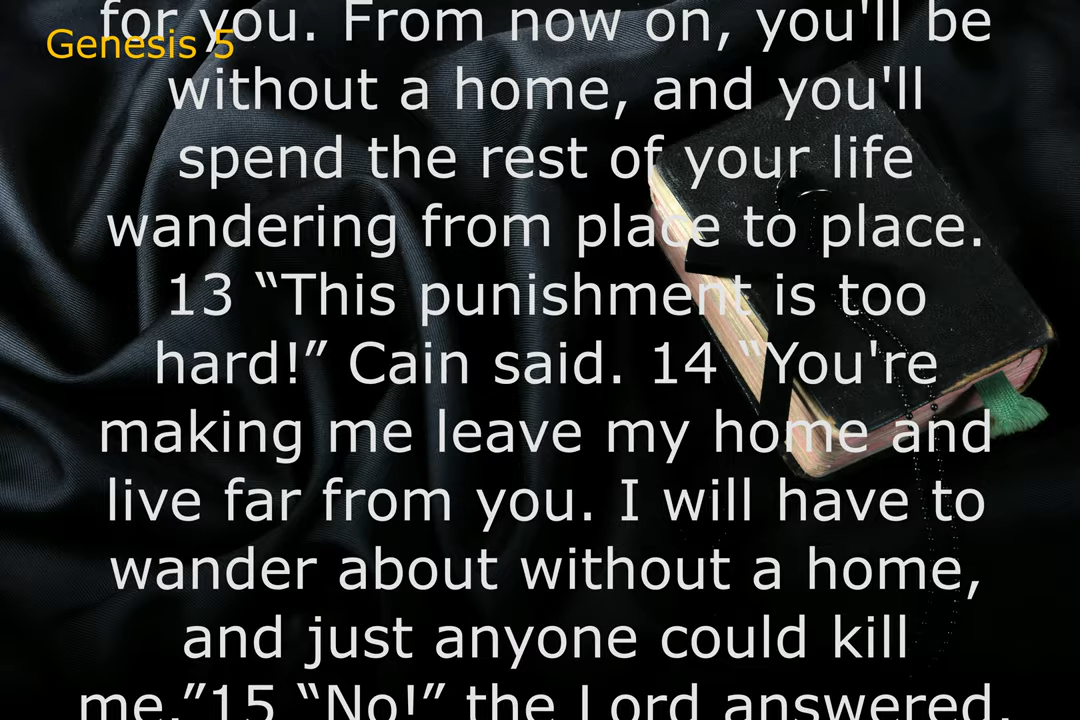 for you. From now on, you'll be
Genesis 5
without a home, and you'll
spend the rest of your life
wandering from place to place.
13 “This punishment is too
hard!” Cain said. 14 "You're
making me leave my home and
live far from you. I will have to
wander about without a home,
and just anyone could kill
me.”15 “No!” the Lord answered.